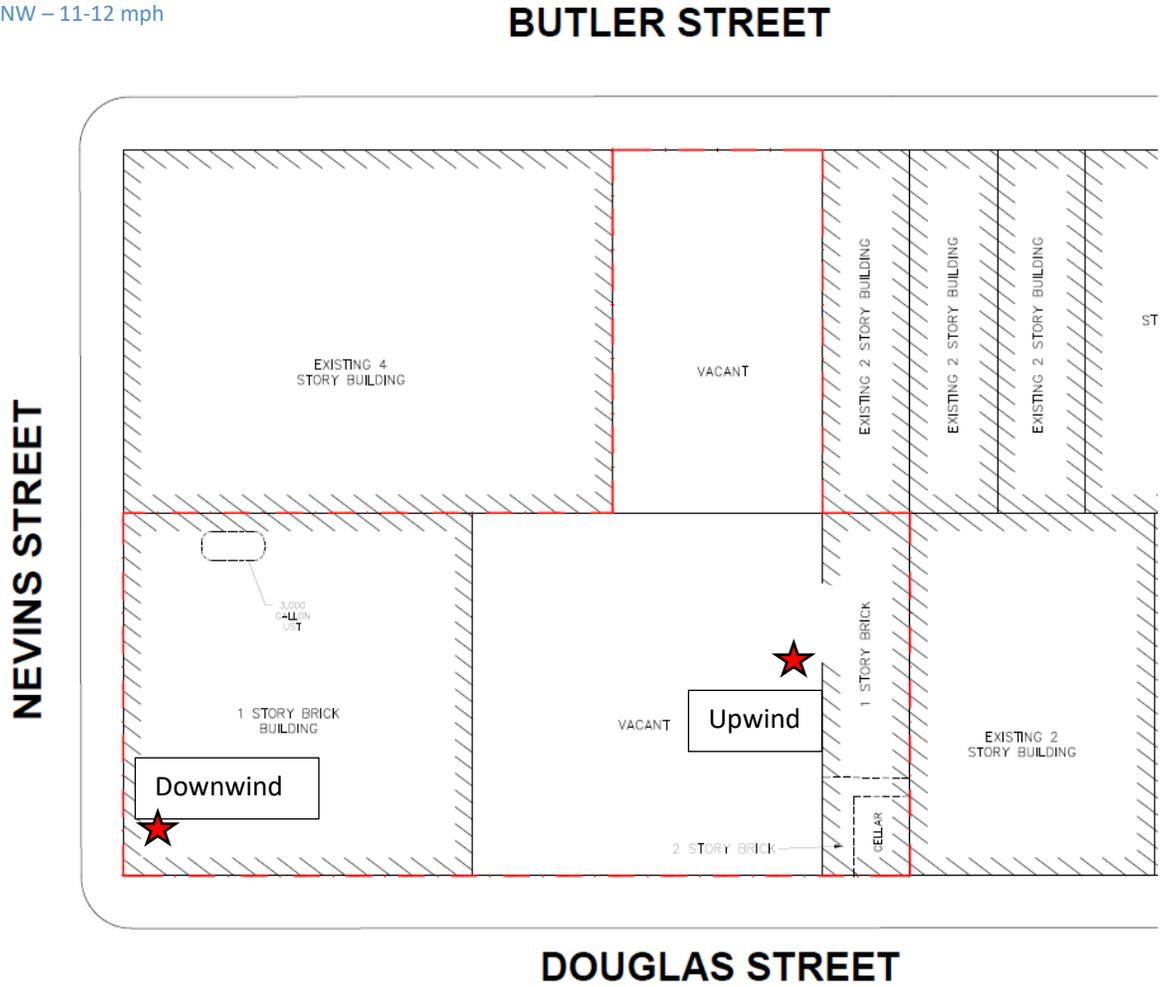 NW – 11-12 mph
BUTLER STREET
NEVINS STREET
EXISTING 4
STORY BUILDING
VACANT
EXISTING 2 STORY BUILDING
EXISTING 2 STORY BUILDING
EXISTING 2 STORY BUILDING
ST
3,000
GALLON
UST
1 STORY BRICK
BUILDING
Downwind
VACANT
Upwind
1 STORY BRICK
2 STORY BRICK
CELLAR
EXISTING 2
STORY BUILDING
DOUGLAS STREET